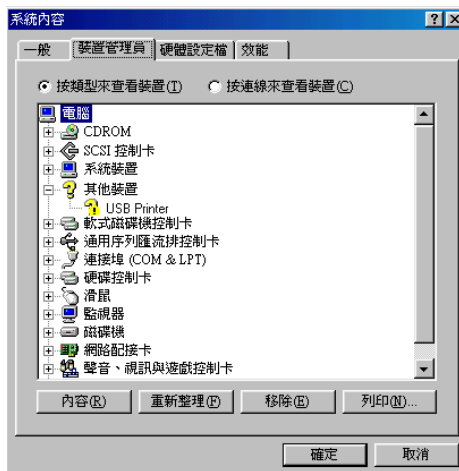 系統內容
一般 裝置管理員 硬體設定檔 效能
按類型來查看裝置(T) 按連線來查看裝置(C)
電腦
CDROM
SCSI 控制卡
系統裝置
其他裝置
USB Printer
軟式磁碟機控制卡
通用序列匯流排控制卡
連接埠 (COM & LPT)
硬碟控制卡
滑鼠
監視器
磁碟機
網路配接卡
聲音、視訊與遊戲控制卡
內容(R) 重新整理(F) 移除(E) 列印(N)...
確定 取消